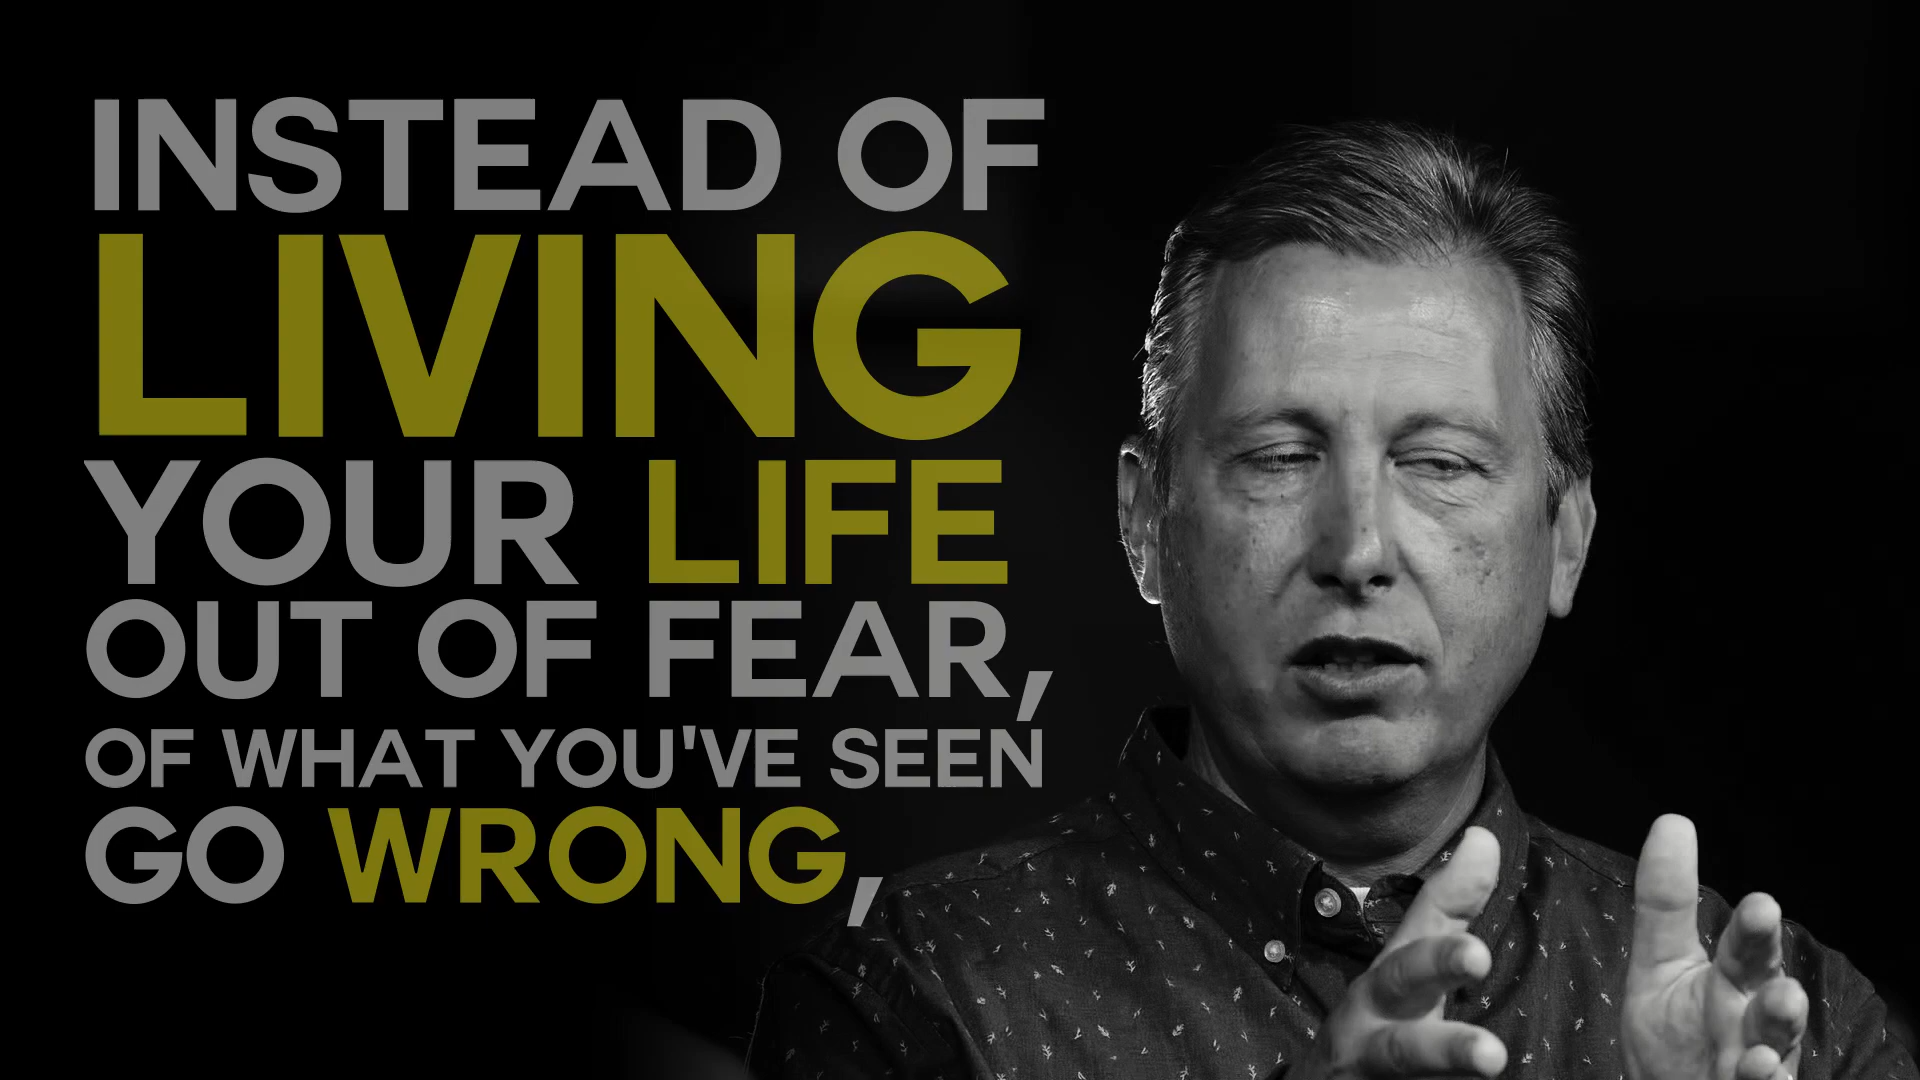 INSTEAD OF
LIVING
YOUR LIFE
OUT OF FEAR,
OF WHAT YOU'VE SEEN
GO WRONG,